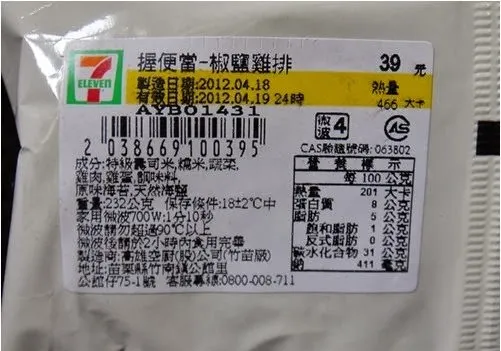 7
ELEVEN
握便當-椒鹽雞排 39元
製造日期:2012.04.18
有效日期:2012.04.19 24時
熱量
466 大卡
AYB01431
微波4
CAS
2 038669 100395
CAS驗證號碼:063802
成分:特級壽司米,糯米,蔬菜,
雞肉,雞蛋,調味料,
原味海苔,天然海鹽
重量:232公克 保存條件:18±2℃中
家用微波700W:1分10秒
微波請勿超過90℃以上
微波後請於2小時內食用完畢
製造商:高雄空廚(股)公司(竹苗廠)
地址:苗栗縣竹南鎮公館里
公館仔75-1號 客服專線:0800-008-711
營養標示
每100公克
熱量 201 大卡
蛋白質 8 公克
脂肪 5 公克
飽和脂肪 1 公克
反式脂肪 0 公克
碳水化合物 31 公克
鈉 411 毫克